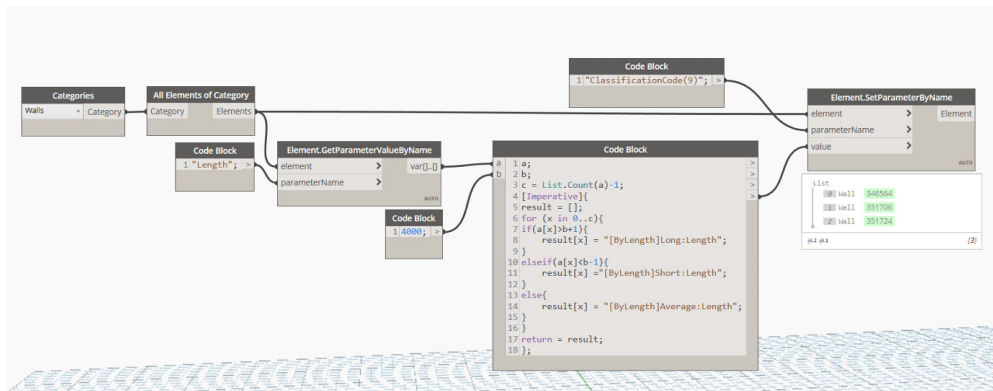 Categories
Walls
Category
All Elements of Category
Category Elements
Code Block
1 "Length"; >
Element.GetParameterValueByName
element > var[]..[]
parameterName >
AUTO
Code Block
1 4000; >
Code Block
1 "ClassificationCode(9)"; >
Code Block
a 1 a; >
b 2 b; >
3 c = List.Count(a)-1; >
4 [Imperative]{ >
5 result = [];
6 for (x in 0..c){
7 if(a[x]>b+1){
8 result[x] = "[ByLength]Long:Length";
9 }
10 elseif(a[x]<b-1){
11 result[x] ="[ByLength]Short:Length";
12 }
13 else{
14 result[x] = "[ByLength]Average:Length";
15 }
16 }
17 return = result;
18 };
Element.SetParameterByName
element > Element
parameterName >
value >
AUTO
List
0 Wall 346564
1 Wall 351706
2 Wall 351724
@L2 @L1 {3}